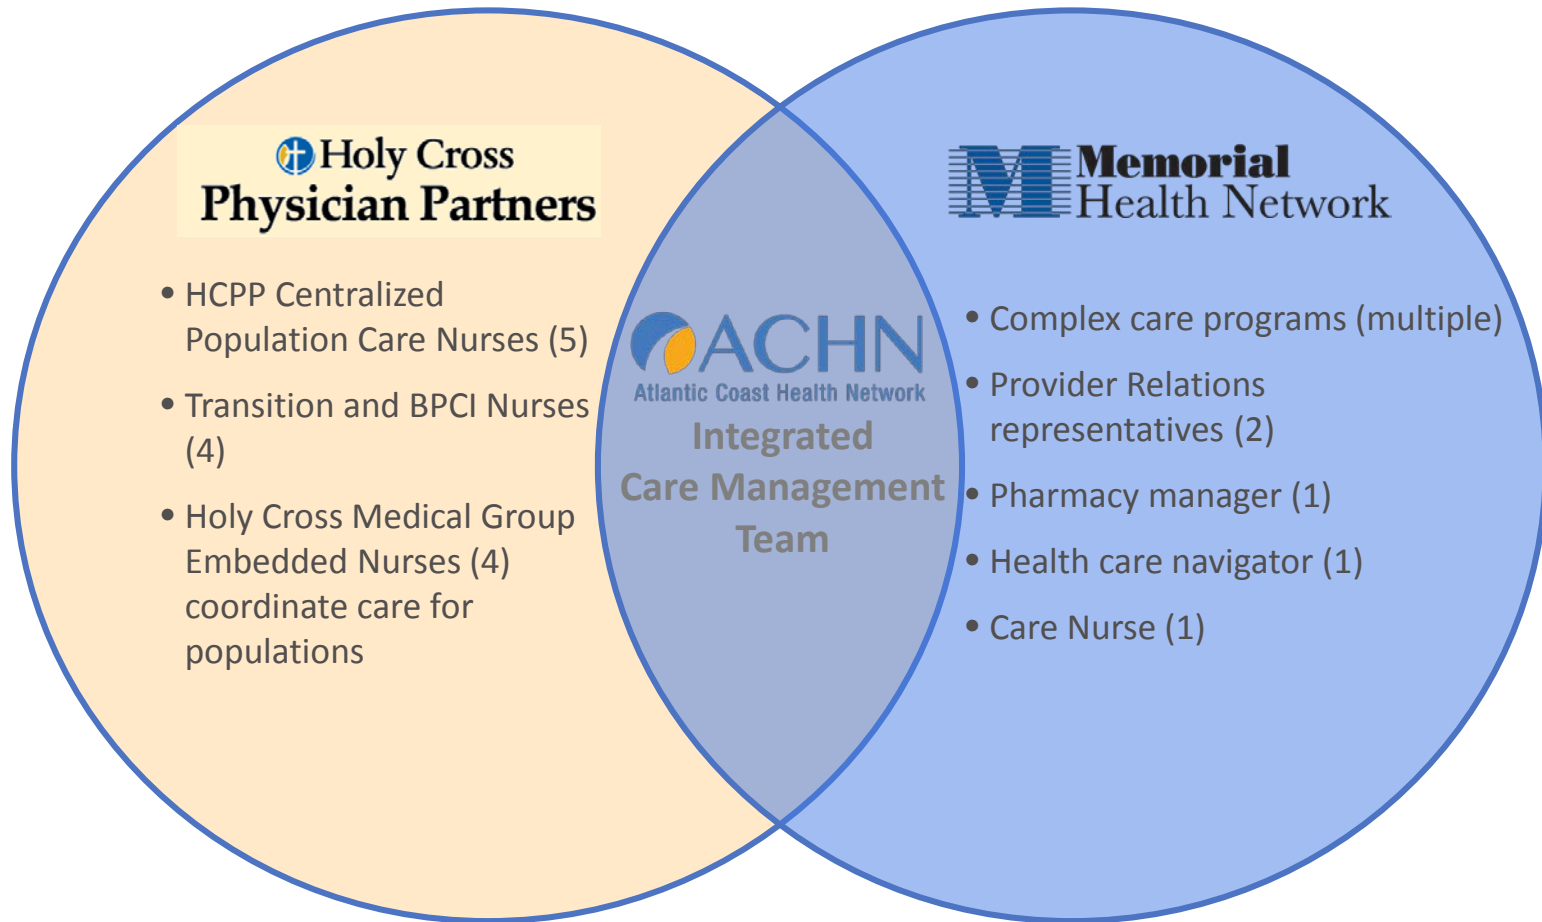 Holy Cross
Physician Partners
• HCPP Centralized
Population Care Nurses (5)
• Transition and BPCI Nurses
(4)
• Holy Cross Medical Group
Embedded Nurses (4)
coordinate care for
populations
ACHN
Atlantic Coast Health Network
Integrated
Care Management
Team
M Memorial
Health Network
• Complex care programs (multiple)
• Provider Relations
representatives (2)
• Pharmacy manager (1)
• Health care navigator (1)
• Care Nurse (1)